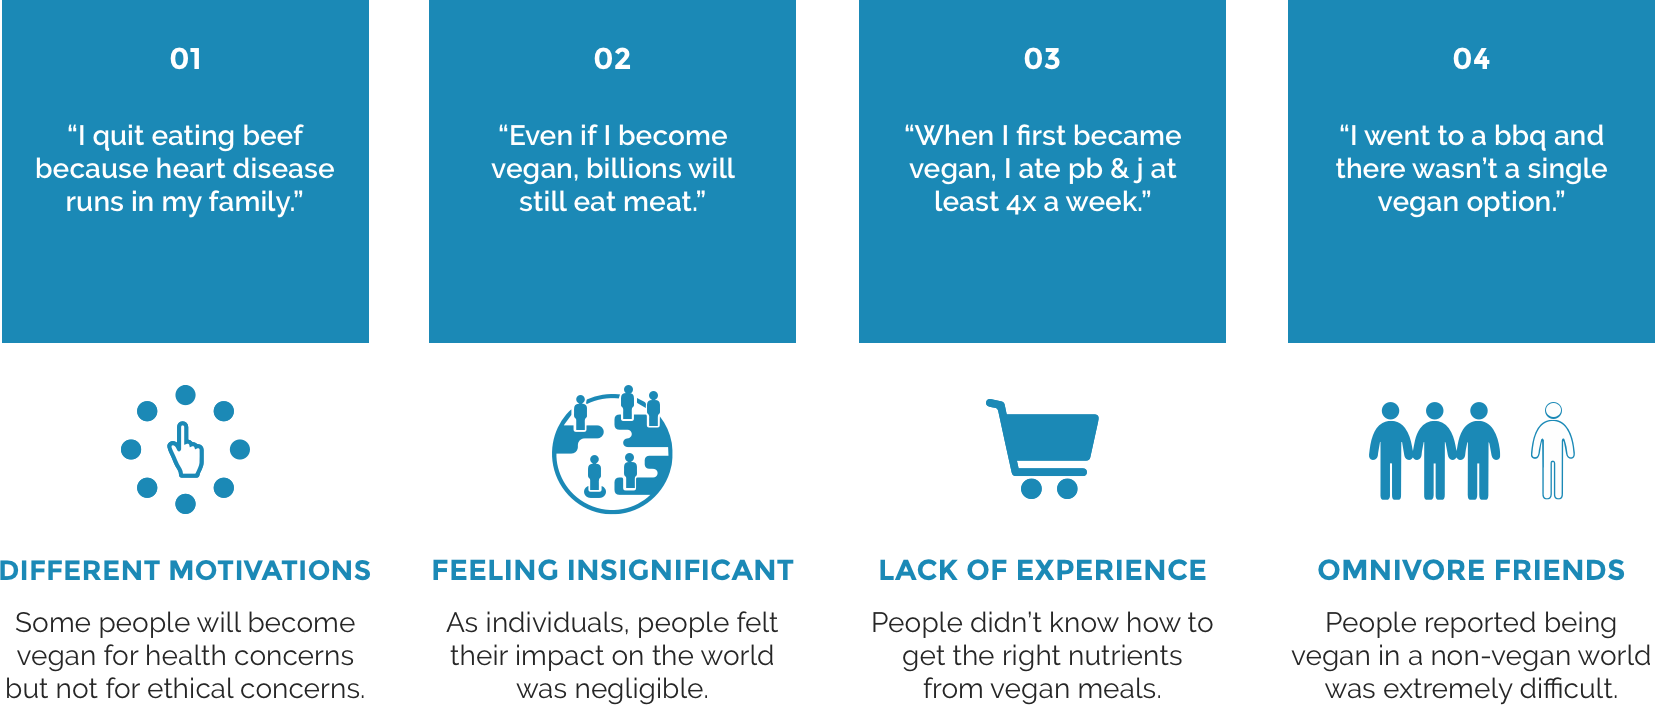 01
“I quit eating beef
because heart disease
runs in my family.”
DIFFERENT MOTIVATIONS
Some people will become
vegan for health concerns
but not for ethical concerns.
02
“Even if I become
vegan, billions will
still eat meat.”
FEELING INSIGNIFICANT
As individuals, people felt
their impact on the world
was negligible.
03
“When I first became
vegan, I ate pb & j at
least 4x a week.”
LACK OF EXPERIENCE
People didn’t know how to
get the right nutrients
from vegan meals.
04
“I went to a bbq and
there wasn’t a single
vegan option.”
OMNIVORE FRIENDS
People reported being
vegan in a non-vegan world
was extremely difficult.